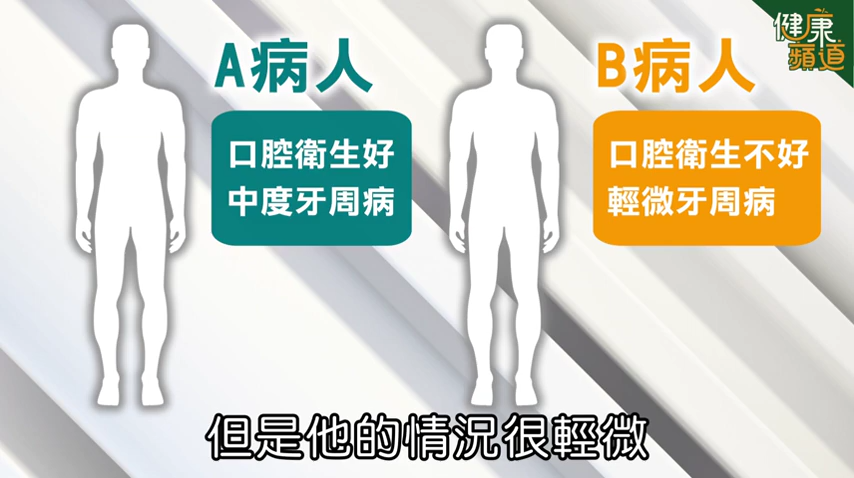 健康
頻道
A病人
口腔衛生好
中度牙周病
B病人
口腔衛生不好
輕微牙周病
但是他的情況很輕微